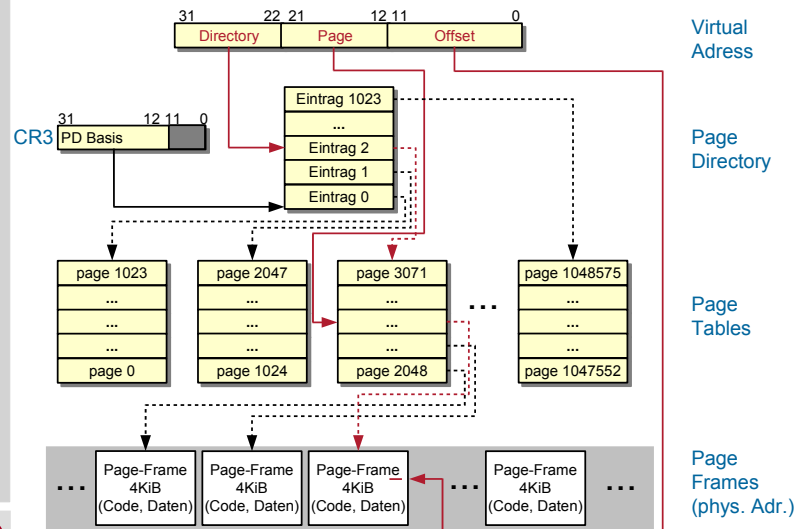 31 22 21 12 11 0
Directory Page Offset
Virtual
Adress
Eintrag 1023
...
Eintrag 2
Eintrag 1
Eintrag 0
31 12 11 0
CR3 PD Basis
Page
Directory
page 1023 page 2047 page 3071 page 1048575
... ... ... ...
... ... ... ... ...
... ... ... ...
page 0 page 1024 page 2048 page 1047552
Page
Tables
Page-Frame Page-Frame Page-Frame Page-Frame
... 4KiB 4KiB 4KiB ... 4KiB ...
(Code, Daten) (Code, Daten) (Code, Daten) (Code, Daten)
Page
Frames
(phys. Adr.)